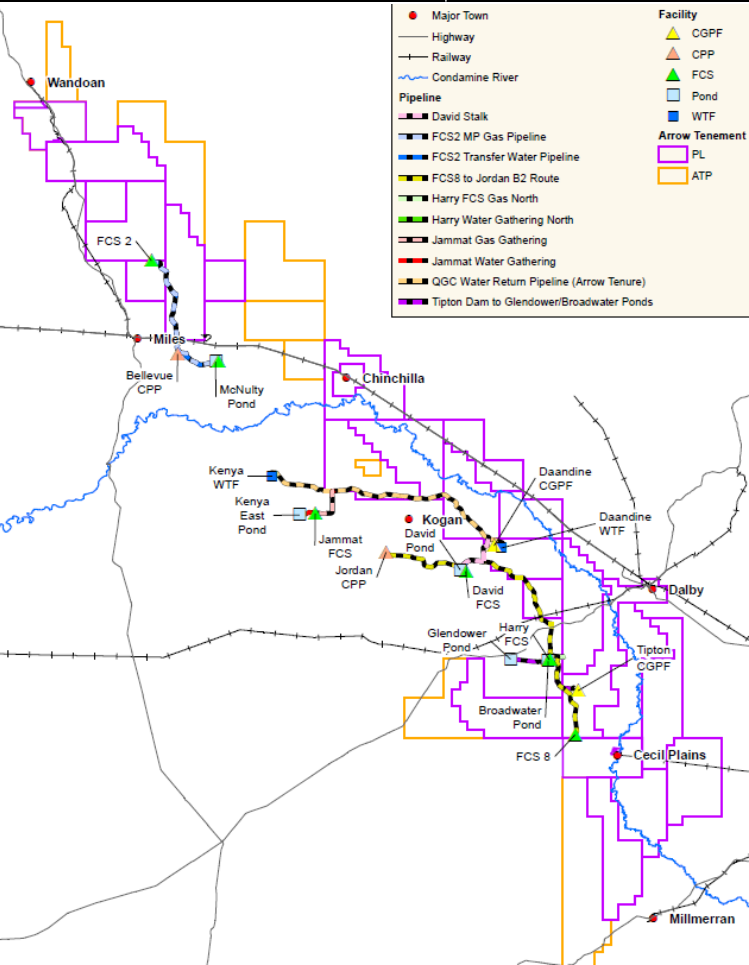 Major Town
Highway
Railway
Condamine River
Pipeline
David Stalk
FCS2 MP Gas Pipeline
FCS2 Transfer Water Pipeline
FCS8 to Jordan B2 Route
Harry FCS Gas North
Harry Water Gathering North
Jammat Gas Gathering
Jammat Water Gathering
QGC Water Return Pipeline (Arrow Tenure)
Tipton Dam to Glendower/Broadwater Ponds
Facility
CGPF
CPP
FCS
Pond
WTF
Arrow Tenement
PL
ATP
Wandoan
FCS 2
Miles
Bellevue
CPP
McNulty
Pond
Chinchilla
Kenya
WTF
Kenya
East
Pond
Jammat
FCS
Kogan
Daandine
CGPF
Daandine
WTF
David
Pond
Jordan
CPP
David
FCS
Dalby
Glendower
Pond
Harry
FCS
Tipton
CGPF
Broadwater
Pond
FCS 8
Cecil Plains
Millmerran